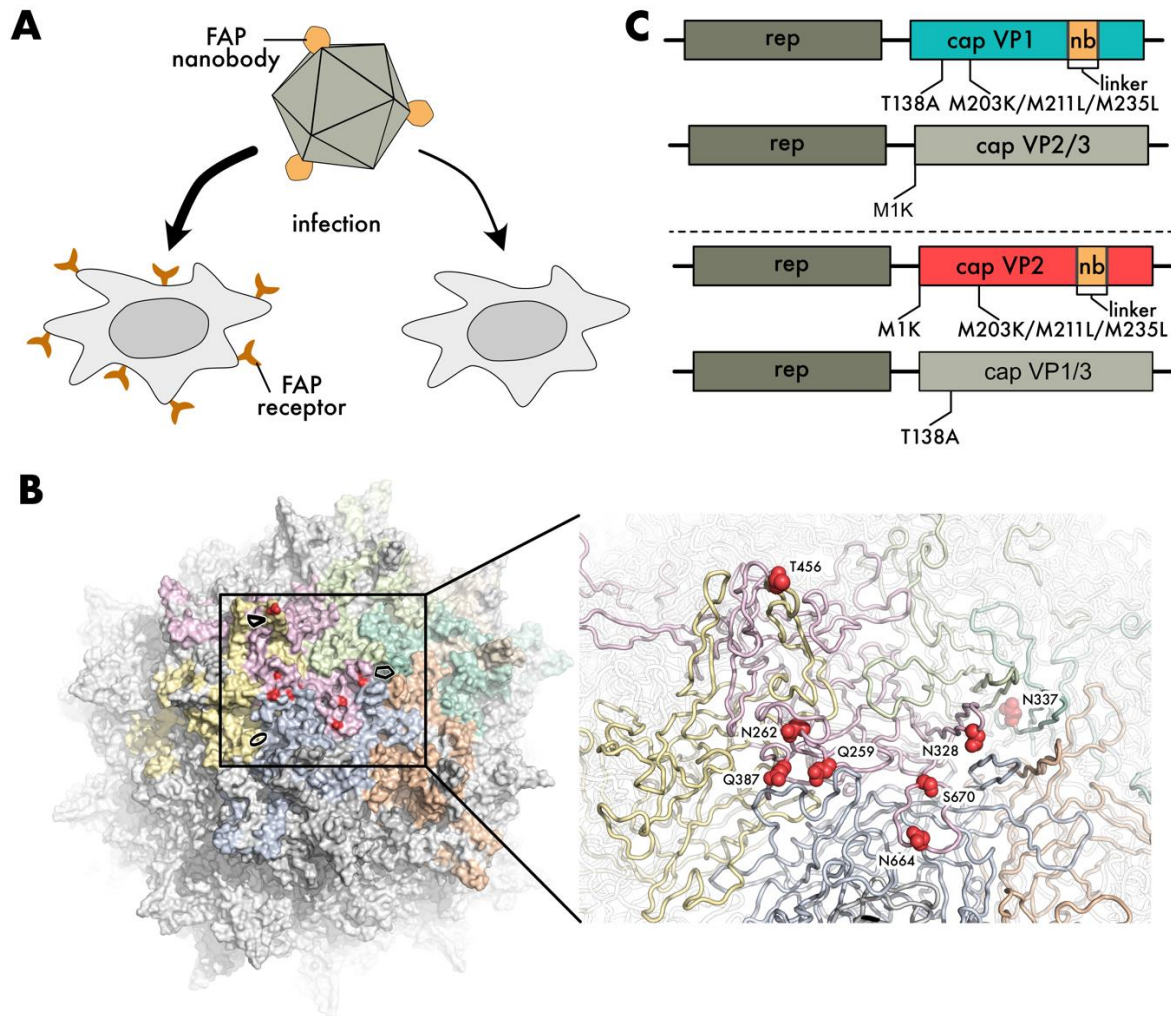 A
FAP
nanobody
infection
FAP
receptor
C
rep
cap VP1
nb
linker
T138A
M203K/M211L/M235L
rep
cap VP2/3
M1K
rep
cap VP2
nb
linker
M1K
M203K/M211L/M235L
rep
cap VP1/3
T138A
B
T456
N337
N262
Q259
N328
Q387
S670
N664